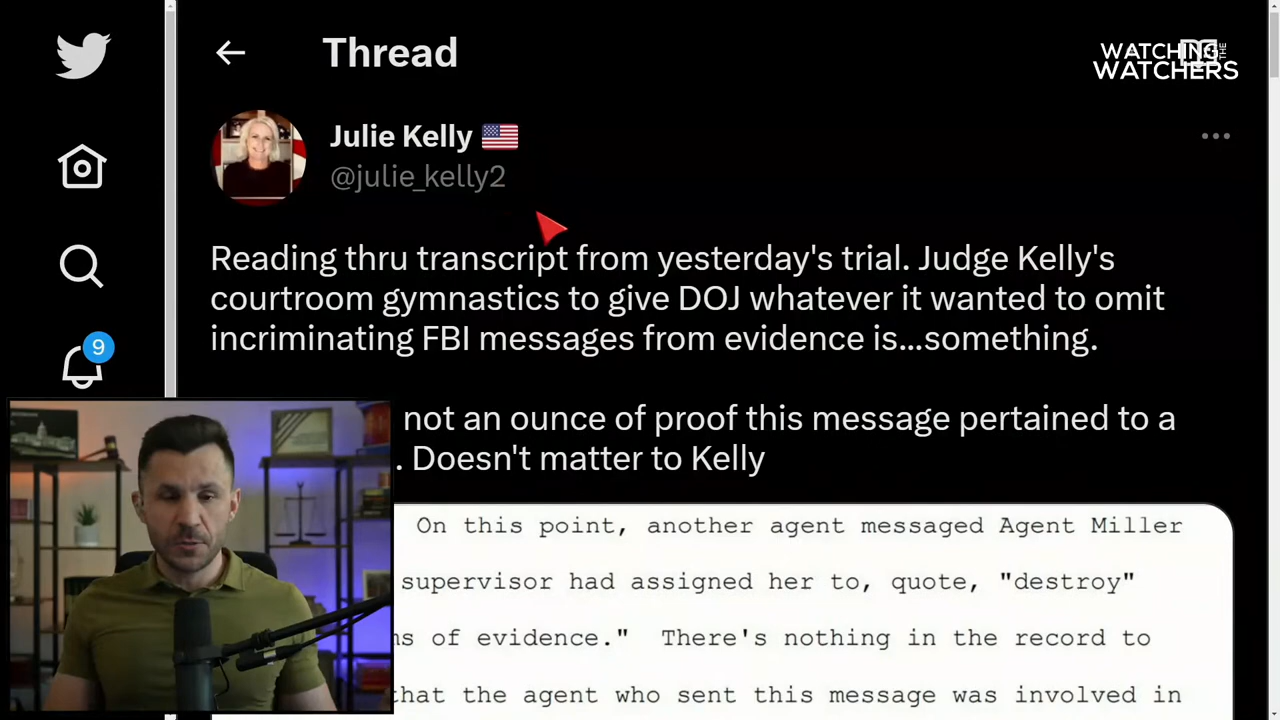 Thread
WATCHING THE
WATCHERS
Julie Kelly
@julie_kelly2
Reading thru transcript from yesterday's trial. Judge Kelly's
courtroom gymnastics to give DOJ whatever it wanted to omit
incriminating FBI messages from evidence is...something.
9
not an ounce of proof this message pertained to a
. Doesn't matter to Kelly
On this point, another agent messaged Agent Miller
supervisor had assigned her to, quote, "destroy"
of evidence." There's nothing in the record to
that the agent who sent this message was involved in